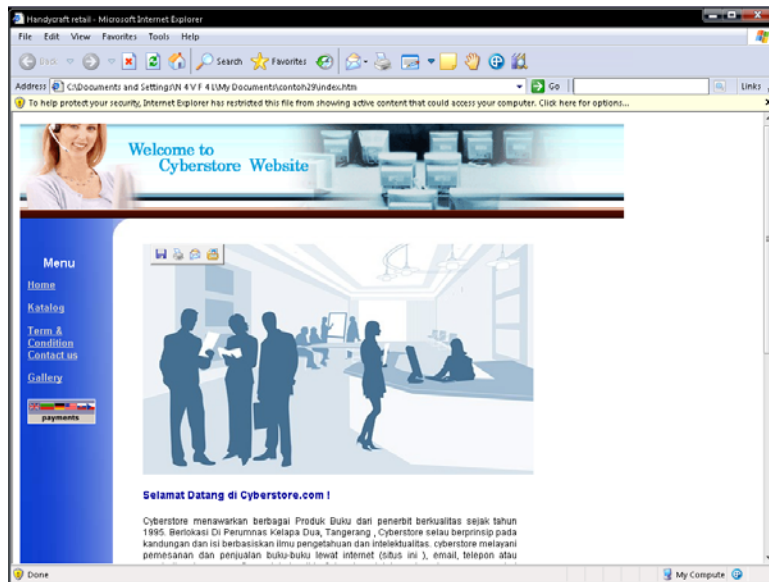 Handycraft retail - Microsoft Internet Explorer
File Edit View Favorites Tools Help
Back Search Favorites
Address C:\Documents and Settings\N 4 V F 4 L\My Documents\contoh29\index.htm Go Links
To help protect your security, Internet Explorer has restricted this file from showing active content that could access your computer. Click here for options...
Welcome to
Cyberstore Website
Menu
Home
Katalog
Term &
Condition
Contact us
Gallery
payments
Selamat Datang di Cyberstore.com !
Cyberstore menawarkan berbagai Produk Buku dari penerbit berkualitas sejak tahun
1995. Berlokasi Di Perumnas Kelapa Dua, Tangerang , Cyberstore selau berprinsip pada
kandungan dan isi berbasiskan ilmu pengetahuan dan intelektualitas. cyberstore melayani
pemesanan dan penjualan buku-buku lewat internet (situs ini ), email, telepon atau
Done My Compute